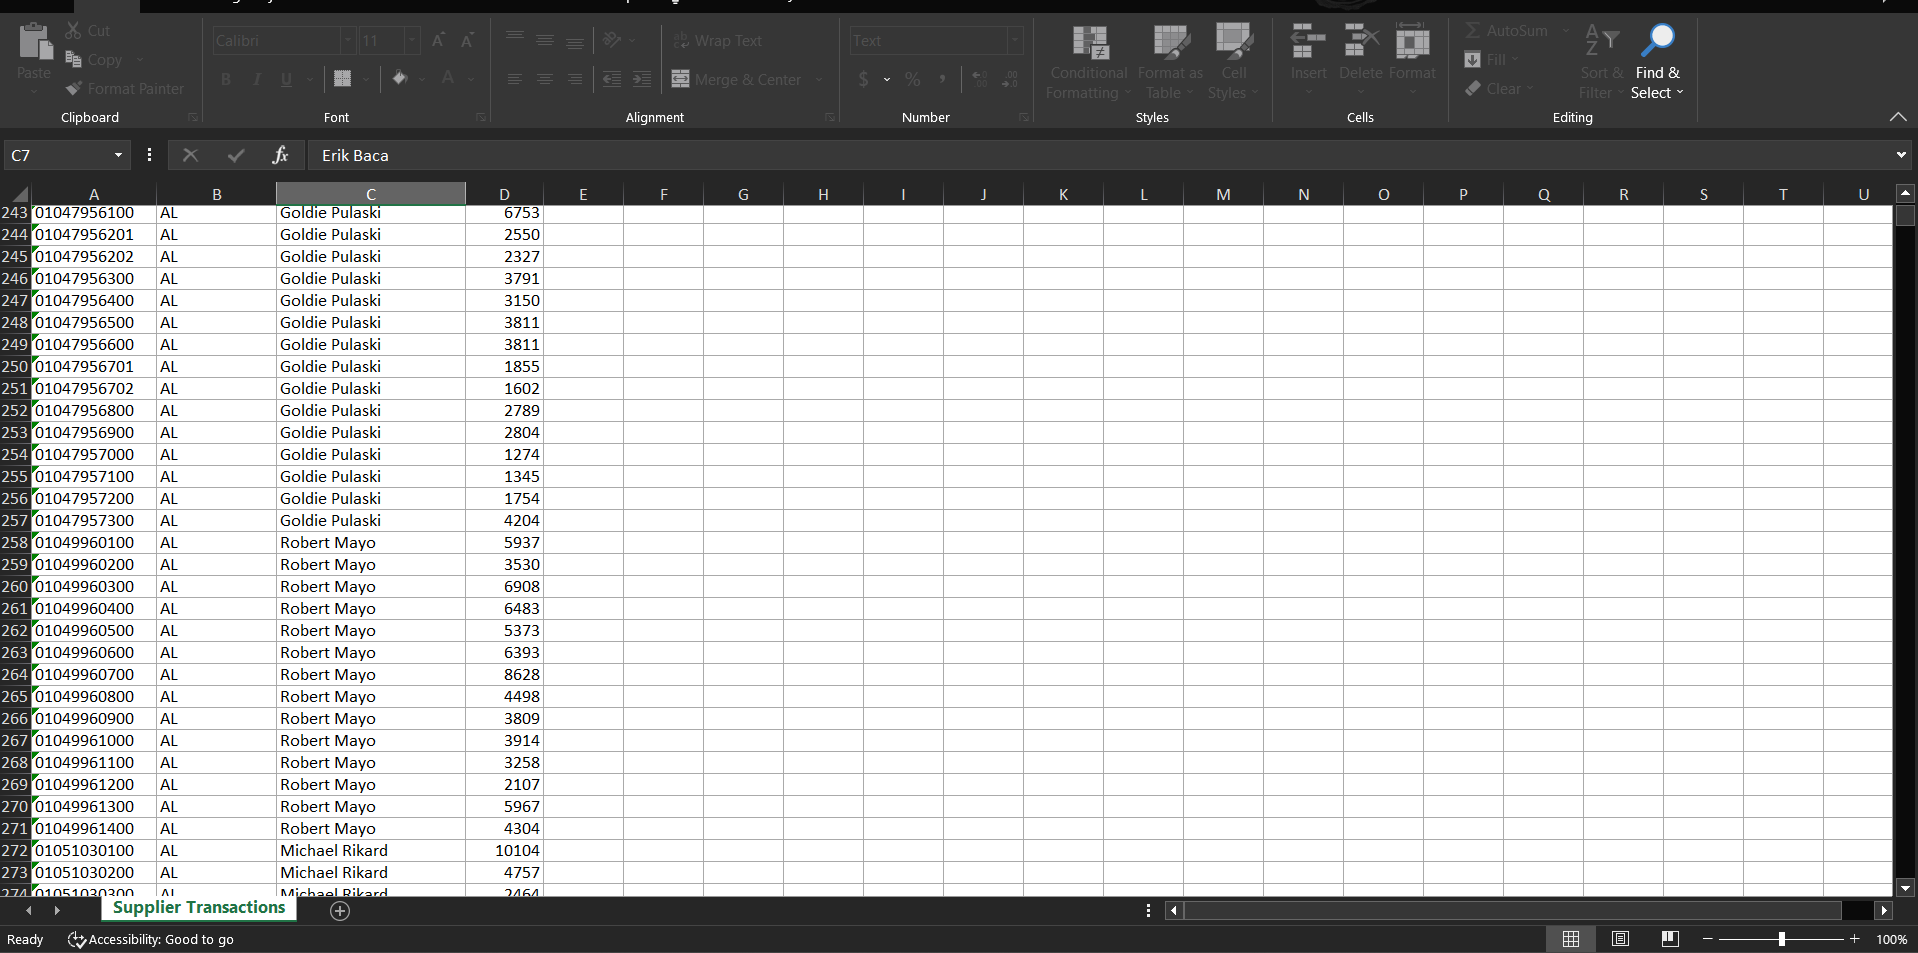 Paste
Cut
Copy
Format Painter
Clipboard
Calibri 11
B I U A
Font
Wrap Text
Merge & Center
Alignment
Text
$ % ,
Number
Conditional Formatting
Format as Table
Cell Styles
Styles
Insert
Delete
Format
Cells
AutoSum
Fill
Clear
Sort & Filter
Find & Select
Editing
C7 fx Erik Baca
A B C D E F G H I J K L M N O P Q R S T U
243 01047956100 AL Goldie Pulaski 6753
244 01047956201 AL Goldie Pulaski 2550
245 01047956202 AL Goldie Pulaski 2327
246 01047956300 AL Goldie Pulaski 3791
247 01047956400 AL Goldie Pulaski 3150
248 01047956500 AL Goldie Pulaski 3811
249 01047956600 AL Goldie Pulaski 3811
250 01047956701 AL Goldie Pulaski 1855
251 01047956702 AL Goldie Pulaski 1602
252 01047956800 AL Goldie Pulaski 2789
253 01047956900 AL Goldie Pulaski 2804
254 01047957000 AL Goldie Pulaski 1274
255 01047957100 AL Goldie Pulaski 1345
256 01047957200 AL Goldie Pulaski 1754
257 01047957300 AL Goldie Pulaski 4204
258 01049960100 AL Robert Mayo 5937
259 01049960200 AL Robert Mayo 3530
260 01049960300 AL Robert Mayo 6908
261 01049960400 AL Robert Mayo 6483
262 01049960500 AL Robert Mayo 5373
263 01049960600 AL Robert Mayo 6393
264 01049960700 AL Robert Mayo 8628
265 01049960800 AL Robert Mayo 4498
266 01049960900 AL Robert Mayo 3809
267 01049961000 AL Robert Mayo 3914
268 01049961100 AL Robert Mayo 3258
269 01049961200 AL Robert Mayo 2107
270 01049961300 AL Robert Mayo 5967
271 01049961400 AL Robert Mayo 4304
272 01051030100 AL Michael Rikard 10104
273 01051030200 AL Michael Rikard 4757
274 01051030300 AL Michael Rikard 2464
Supplier Transactions
Ready Accessibility: Good to go 100%